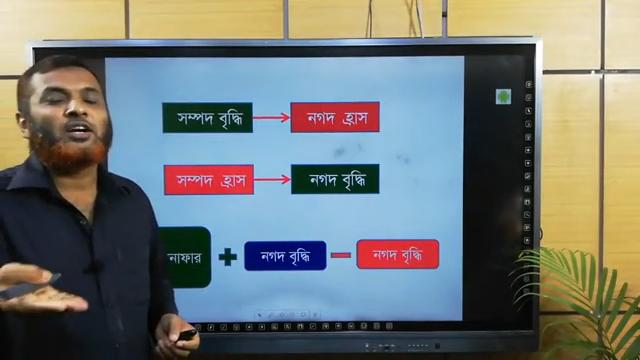 সম্পদ বৃদ্ধি নগদ হ্রাস
সম্পদ হ্রাস নগদ বৃদ্ধি
নাফার + নগদ বৃদ্ধি − নগদ বৃদ্ধি